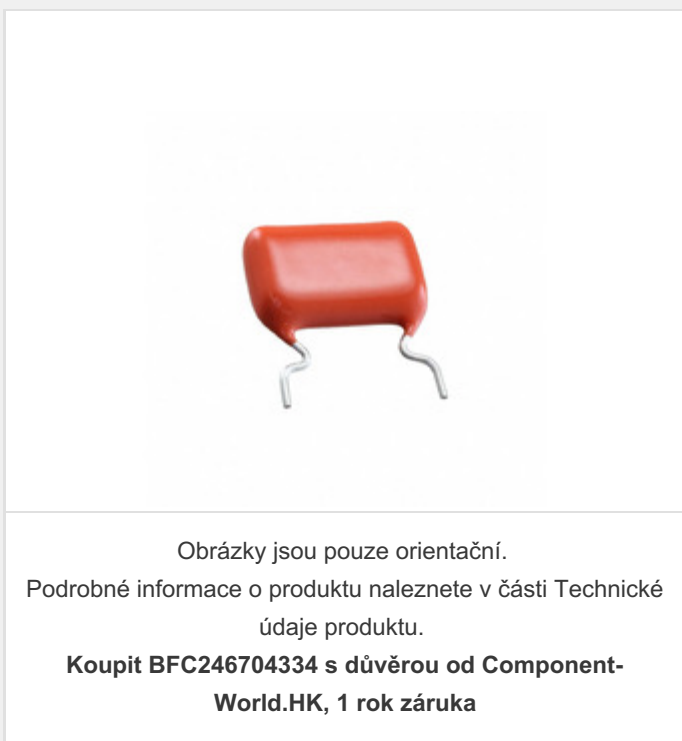 Obrázky jsou pouze orientační.
Podrobné informace o produktu naleznete v části Technické
údaje produktu.
Koupit BFC246704334 s důvěrou od Component-
World.HK, 1 rok záruka